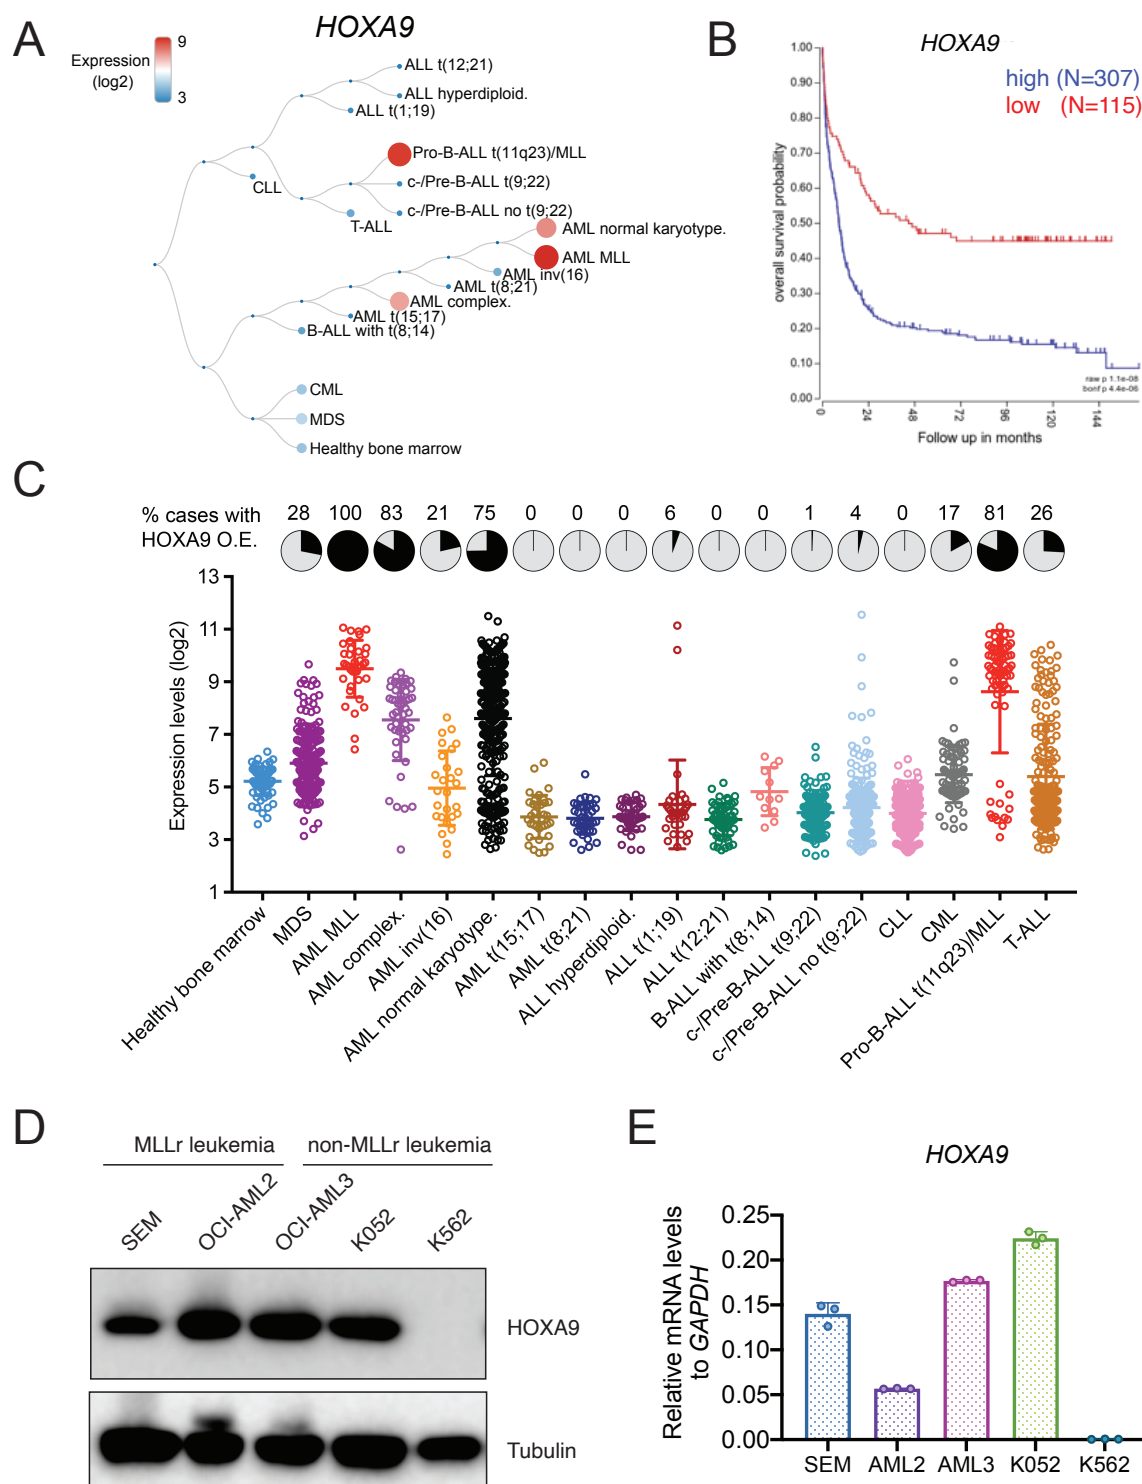 A
HOXA9
Expression
(log2)
9
3
ALL t(12;21)
ALL hyperdiploid.
ALL t(1;19)
Pro-B-ALL t(11q23)/MLL
CLL
c-/Pre-B-ALL t(9;22)
c-/Pre-B-ALL no t(9;22)
T-ALL
AML normal karyotype.
AML MLL
AML inv(16)
AML t(8;21)
AML complex.
AML t(15;17)
B-ALL with t(8;14)
CML
MDS
Healthy bone marrow
B
HOXA9
high (N=307)
low (N=115)
overall survival probability
1.00
0.90
0.80
0.70
0.60
0.50
0.40
0.30
0.20
0.10
0.00
raw p 1.1e-08
bonf p 4.4e-06
0 24 48 72 96 120 144
Follow up in months
C
% cases with
HOXA9 O.E.
28 100 83 21 75 0 0 0 6 0 0 1 4 0 17 81 26
Expression levels (log2)
13
11
9
7
5
3
1
Healthy bone marrow
MDS
AML MLL
AML complex.
AML inv(16)
AML normal karyotype.
AML t(15;17)
AML t(8;21)
ALL hyperdiploid.
ALL t(1;19)
ALL t(12;21)
B-ALL with t(8;14)
c-/Pre-B-ALL t(9;22)
c-/Pre-B-ALL no t(9;22)
CLL
CML
Pro-B-ALL t(11q23)/MLL
T-ALL
D
MLLr leukemia non-MLLr leukemia
SEM OCI-AML2 OCI-AML3 K052 K562
HOXA9
Tubulin
E
HOXA9
Relative mRNA levels
to GAPDH
0.25
0.20
0.15
0.10
0.05
0.00
SEM AML2 AML3 K052 K562